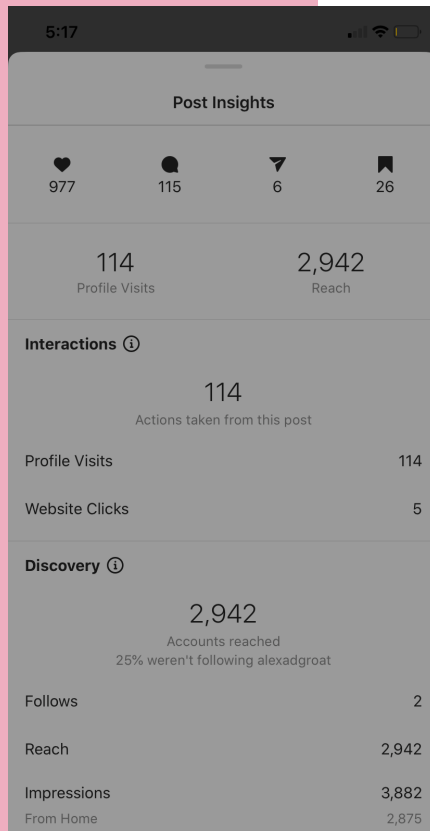 5:17
Post Insights
977 115 6 26
114 2,942
Profile Visits Reach
Interactions
114
Actions taken from this post
Profile Visits 114
Website Clicks 5
Discovery
2,942
Accounts reached
25% weren't following alexadgroat
Follows 2
Reach 2,942
Impressions 3,882
From Home 2,875